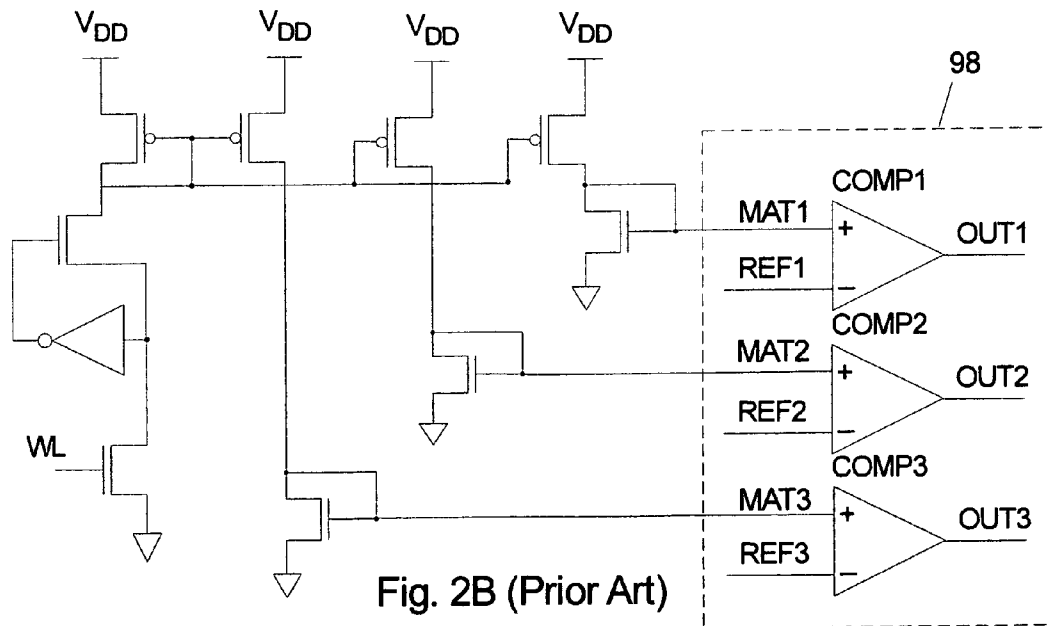 VDD VDD VDD VDD
98
COMP1
MAT1
+
OUT1
REF1
−
COMP2
MAT2
+
OUT2
REF2
−
WL
COMP3
MAT3
+
OUT3
REF3
−
Fig. 2B (Prior Art)